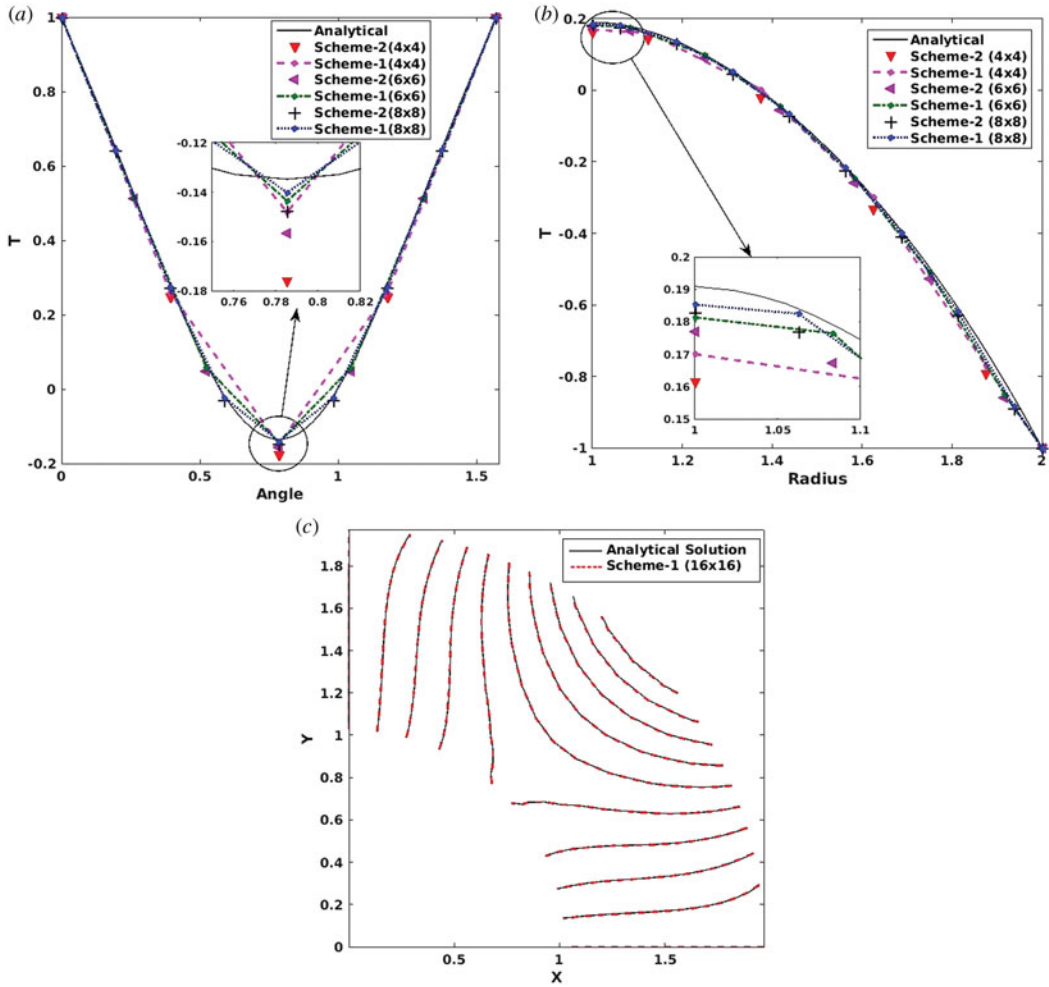 (a)
1
0.8
0.6
0.4
0.2
0
-0.2
T
0 0.5 1 1.5
Angle
Analytical
Scheme-2(4x4)
Scheme-1(4x4)
Scheme-2(6x6)
Scheme-1(6x6)
Scheme-2(8x8)
Scheme-1(8x8)
-0.12
-0.14
-0.16
-0.18
0.76 0.78 0.8 0.82
(b)
0.2
0
-0.2
-0.4
-0.6
-0.8
-1
T
1 1.2 1.4 1.6 1.8 2
Radius
Analytical
Scheme-2 (4x4)
Scheme-1 (4x4)
Scheme-2 (6x6)
Scheme-1 (6x6)
Scheme-2 (8x8)
Scheme-1 (8x8)
0.2
0.19
0.18
0.17
0.16
0.15
1 1.05 1.1
(c)
1.8
1.6
1.4
1.2
1
0.8
0.6
0.4
0.2
0
Y
0.5 1 1.5
X
Analytical Solution
Scheme-1 (16x16)